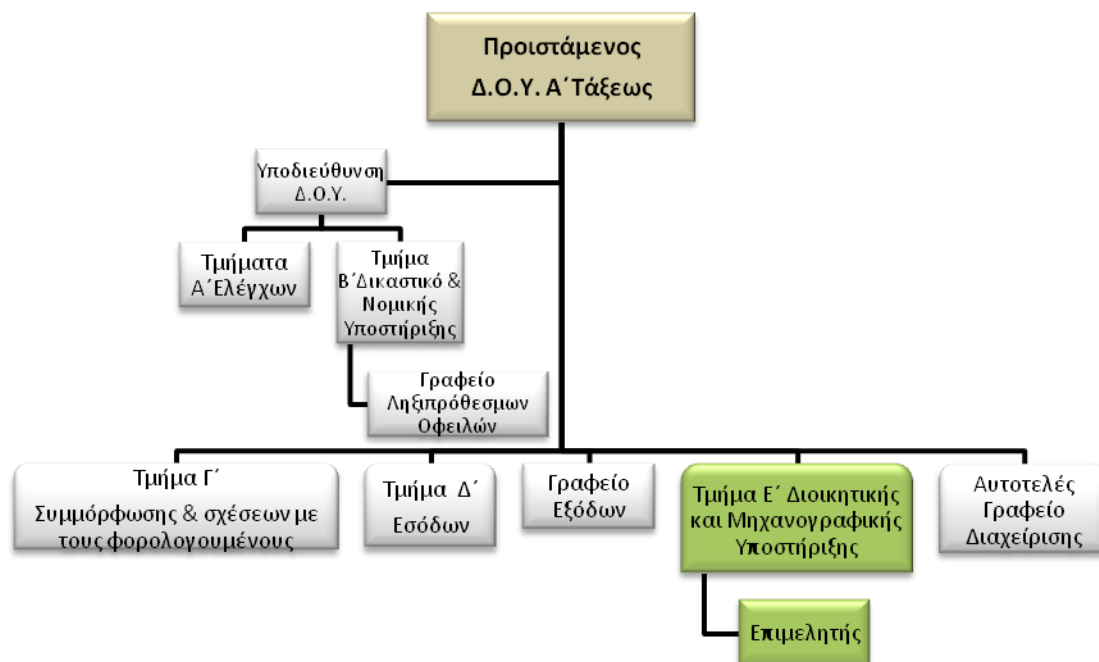 Προιστάμενος
Δ.Ο.Υ. Α΄Τάξεως
Υποδιεύθυνση
Δ.Ο.Υ.
Τμήματα
Α΄Ελέγχων
Τμήμα
Β΄Δικαστικό &
Νομικής
Υποστήριξης
Γραφείο
Ληξιπρόθεσμων
Οφειλών
Τμήμα Γ΄
Συμμόρφωσης & σχέσεων με
τους φορολογουμένους
Τμήμα Δ΄
Εσόδων
Γραφείο
Εξόδων
Τμήμα Ε΄ Διοικητικής
και Μηχανογραφικής
Υποστήριξης
Αυτοτελές
Γραφείο
Διαχείρισης
Επιμελητής